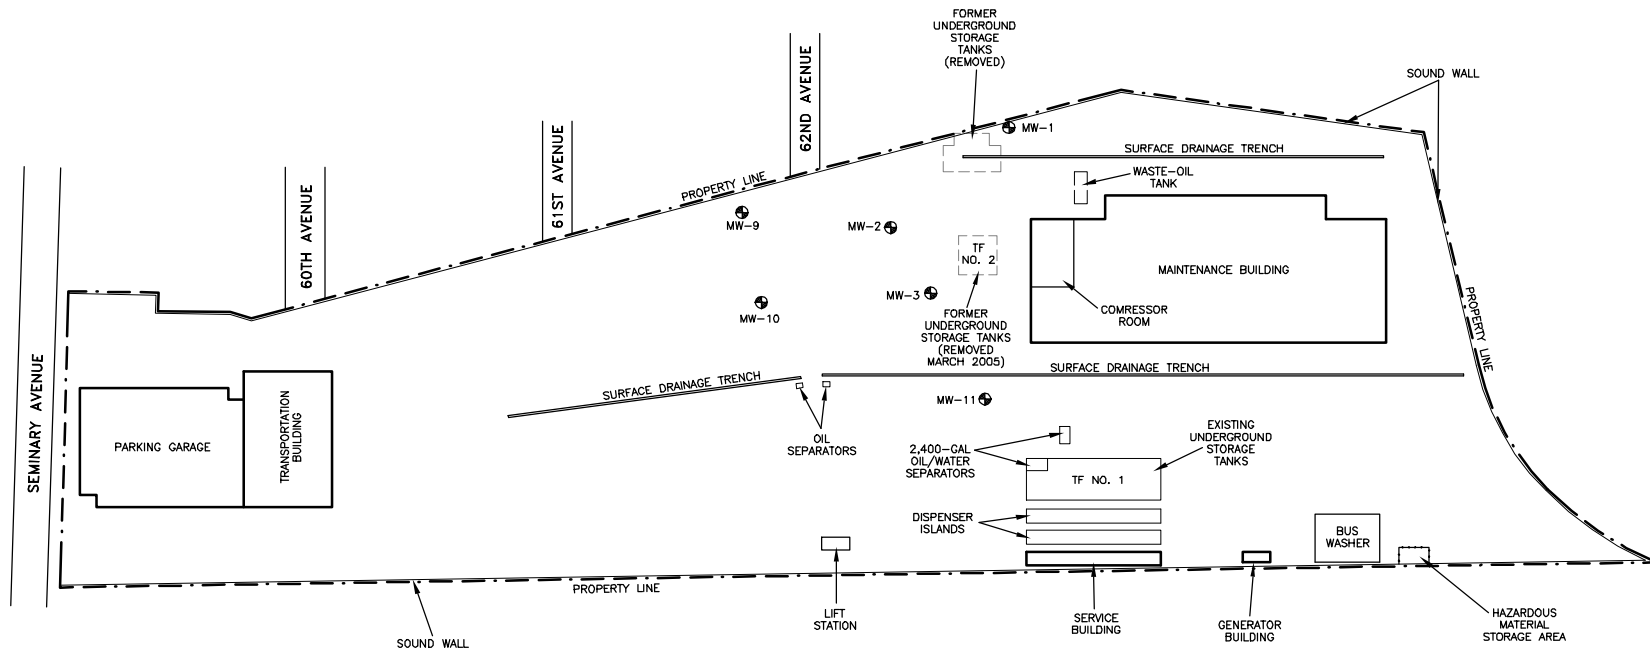 FORMER
UNDERGROUND
STORAGE
TANKS
(REMOVED)
SOUND WALL
62ND AVENUE
MW-1
61ST AVENUE
SURFACE DRAINAGE TRENCH
WASTE-OIL
TANK
60TH AVENUE
PROPERTY LINE
MW-9
MW-2
TF
NO. 2
MAINTENANCE BUILDING
MW-3
COMRESSOR
ROOM
MW-10
FORMER
UNDERGROUND
STORAGE TANKS
(REMOVED
MARCH 2005)
PROPERTY LINE
SURFACE DRAINAGE TRENCH
SURFACE DRAINAGE TRENCH
MW-11
SEMINARY AVENUE
PARKING GARAGE
TRANSPORTATION
BUILDING
OIL
SEPARATORS
2,400-GAL
OIL/WATER
SEPARATORS
EXISTING
UNDERGROUND
STORAGE
TANKS
TF NO. 1
DISPENSER
ISLANDS
BUS
WASHER
PROPERTY LINE
SOUND WALL
LIFT
STATION
SERVICE
BUILDING
GENERATOR
BUILDING
HAZARDOUS
MATERIAL
STORAGE AREA